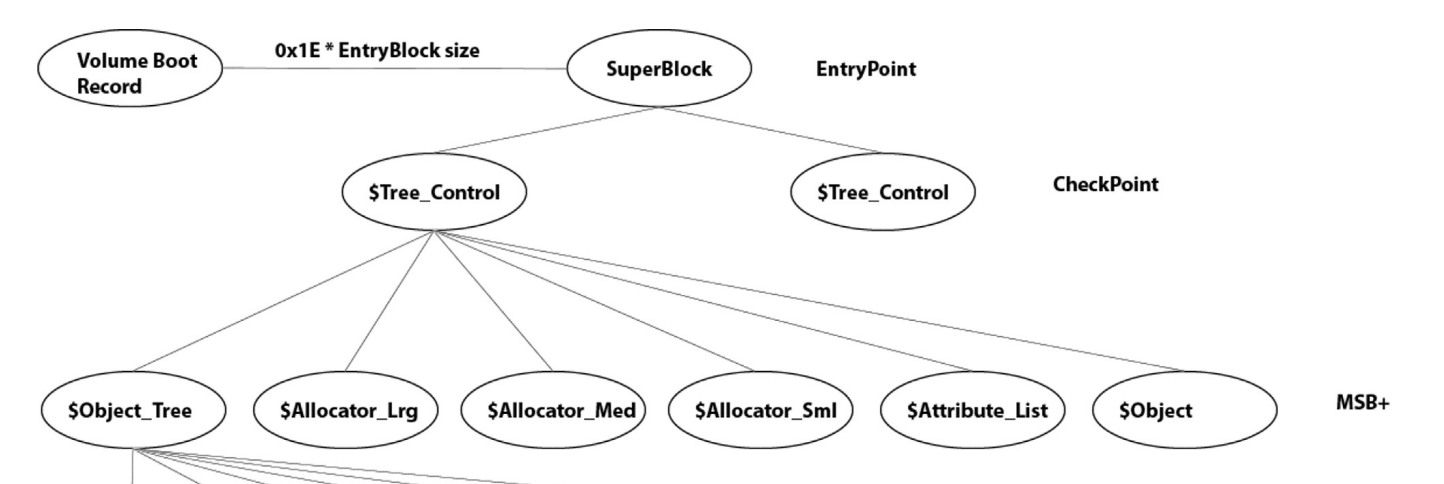 Volume Boot
Record
0x1E * EntryBlock size
SuperBlock
EntryPoint
$Tree_Control
$Tree_Control
CheckPoint
$Object_Tree
$Allocator_Lrg
$Allocator_Med
$Allocator_Sml
$Attribute_List
$Object
MSB+